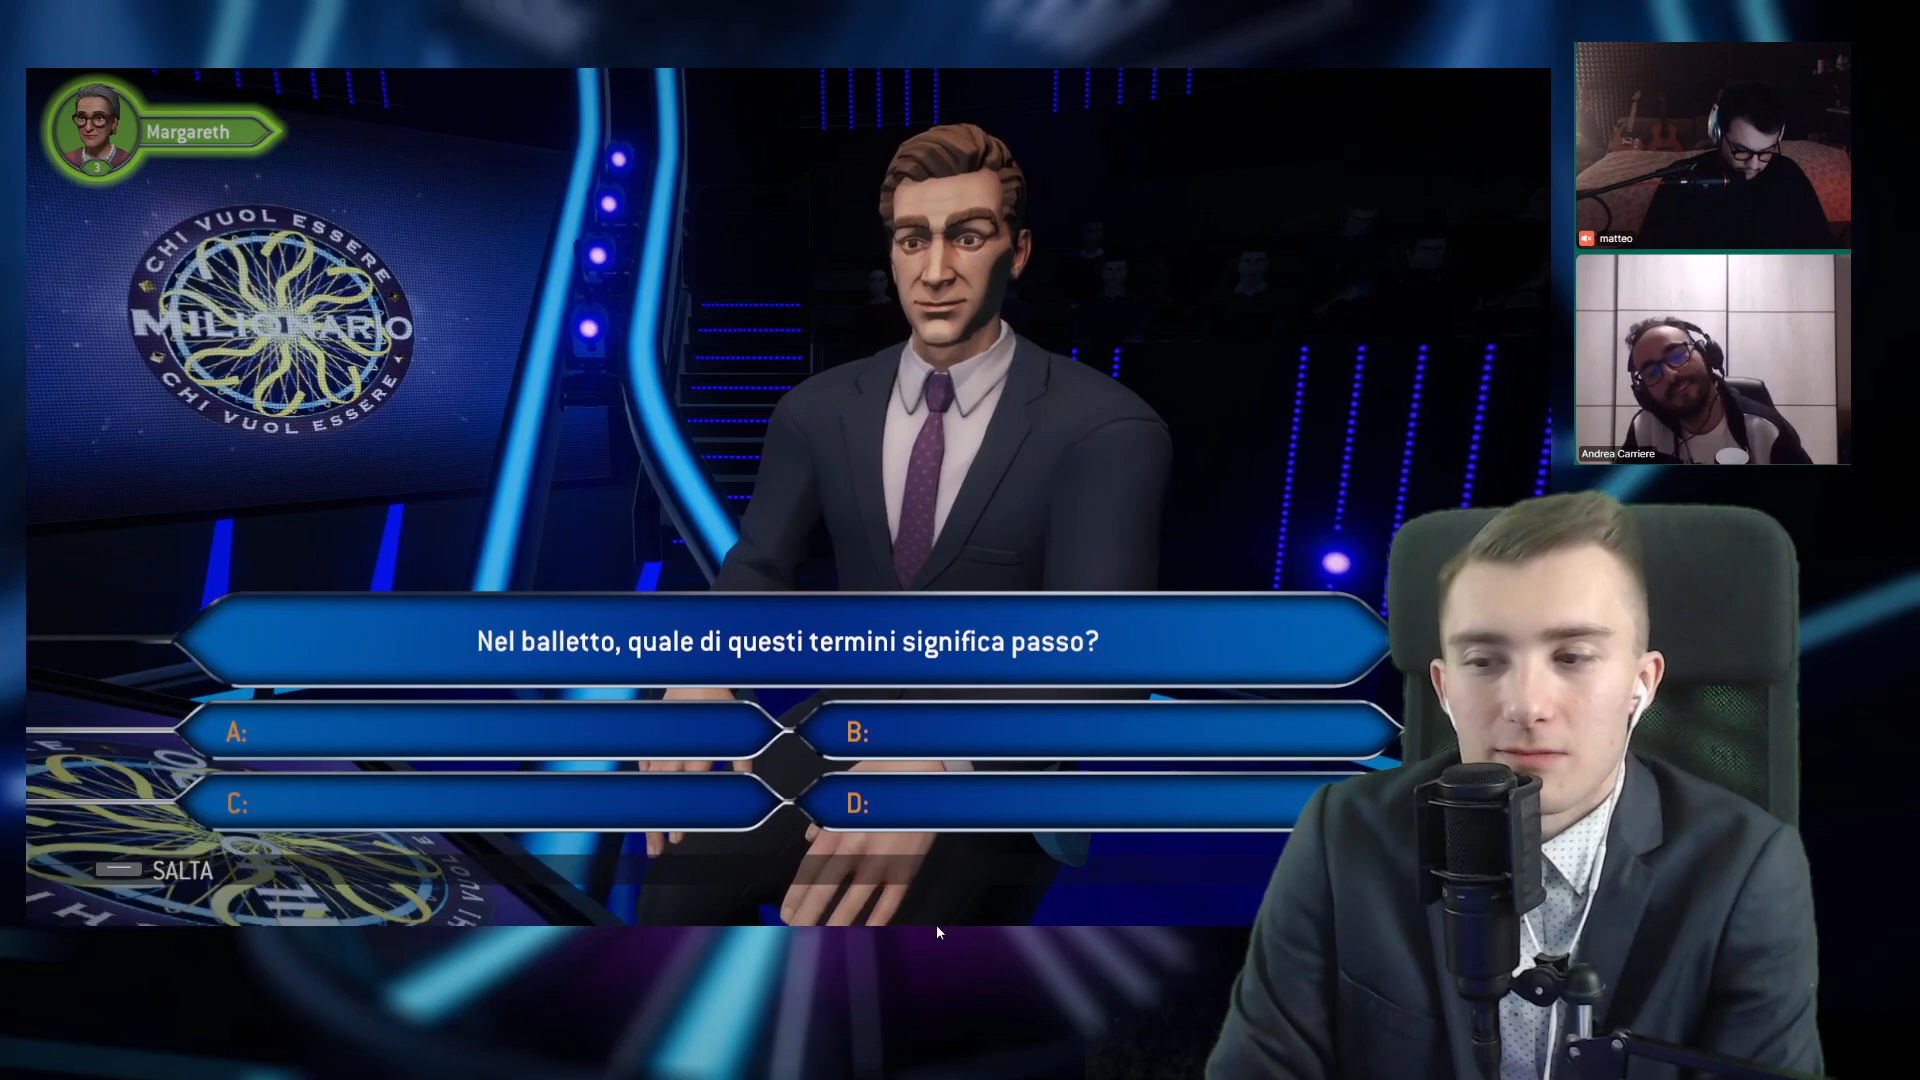 Margareth
3
CHI VUOL ESSERE
MILIONARIO
CHI VUOL ESSERE
matteo
Andrea Carriere
Nel balletto, quale di questi termini significa passo?
A:
B:
C:
D:
SALTA